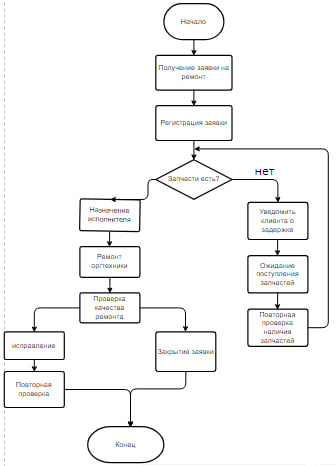 Начало
Получение заявки на
ремонт
Регистрация заявки
Запчасти есть?
нет
Назначение
исполнителя
Уведомить
клиента о
задержке
Ремонт
оргтехники
Ожидание
поступления
запчастей
Проверка
качества
ремонта
Повторная
проверка
наличия
запчастей
исправление
Закрытие заявки
Повторная
проверка
Конец